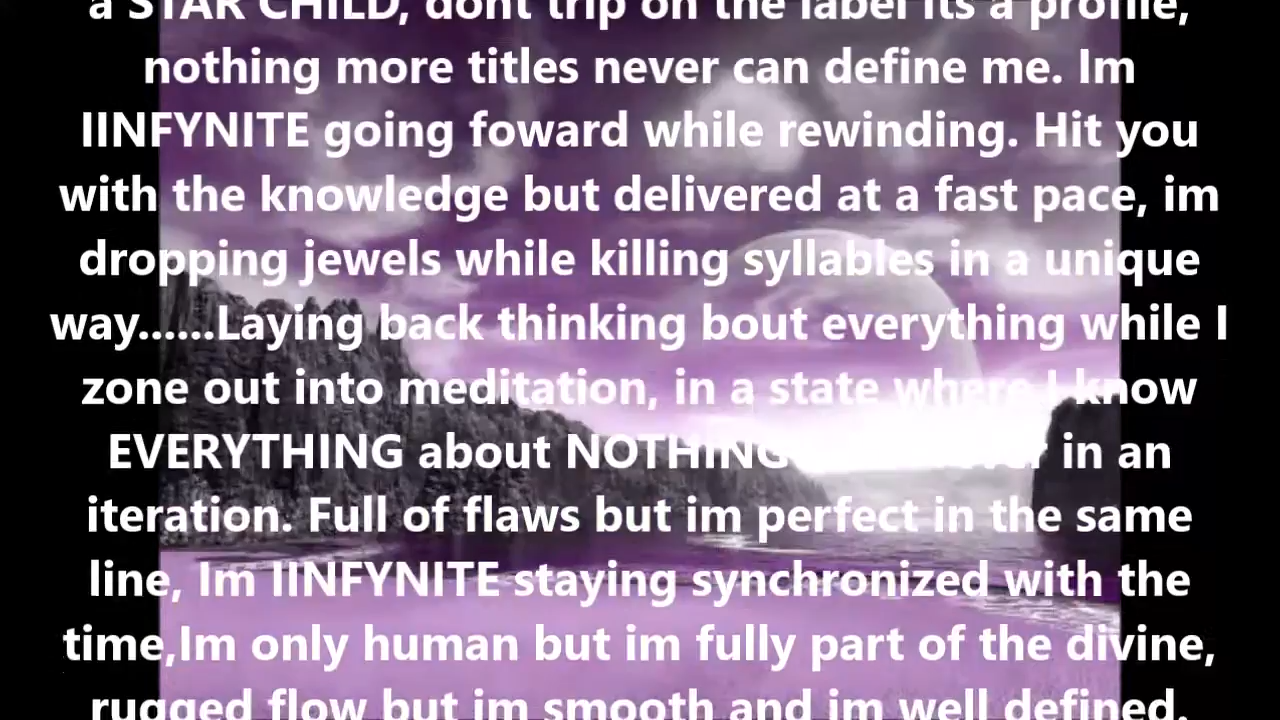 a STAR CHILD, dont trip on the label its a profile,
nothing more titles never can define me. Im
IINFYNITE going foward while rewinding. Hit you
with the knowledge but delivered at a fast pace, im
dropping jewels while killing syllables in a unique
way......Laying back thinking bout everything while I
zone out into meditation, in a state where I know
EVERYTHING about NOTHING in an
iteration. Full of flaws but im perfect in the same
line, Im IINFYNITE staying synchronized with the
time,Im only human but im fully part of the divine,
rugged flow but im smooth and im well defined.